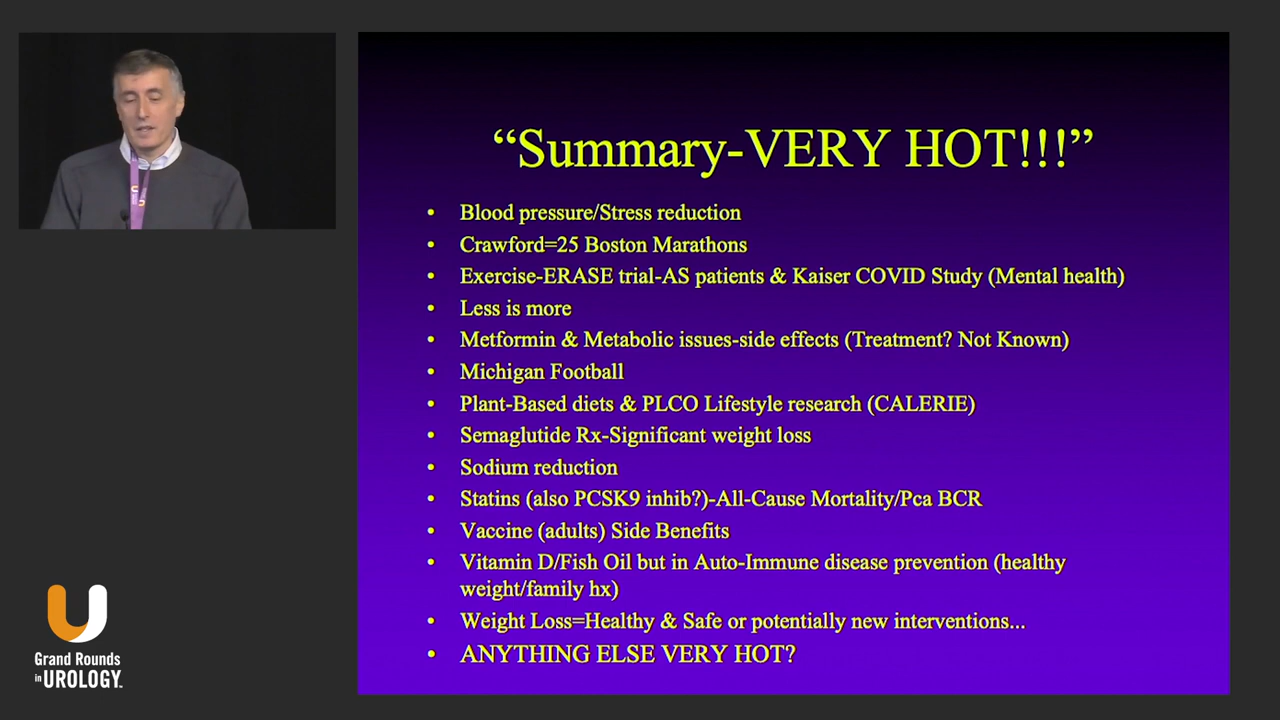 “Summary-VERY HOT!!!”
• Blood pressure/Stress reduction
• Crawford=25 Boston Marathons
• Exercise-ERASE trial-AS patients & Kaiser COVID Study (Mental health)
• Less is more
• Metformin & Metabolic issues-side effects (Treatment? Not Known)
• Michigan Football
• Plant-Based diets & PLCO Lifestyle research (CALERIE)
• Semaglutide Rx-Significant weight loss
• Sodium reduction
• Statins (also PCSK9 inhib?)-All-Cause Mortality/Pca BCR
• Vaccine (adults) Side Benefits
• Vitamin D/Fish Oil but in Auto-Immune disease prevention (healthy
weight/family hx)
• Weight Loss=Healthy & Safe or potentially new interventions...
• ANYTHING ELSE VERY HOT?
Grand Rounds
in UROLOGY™